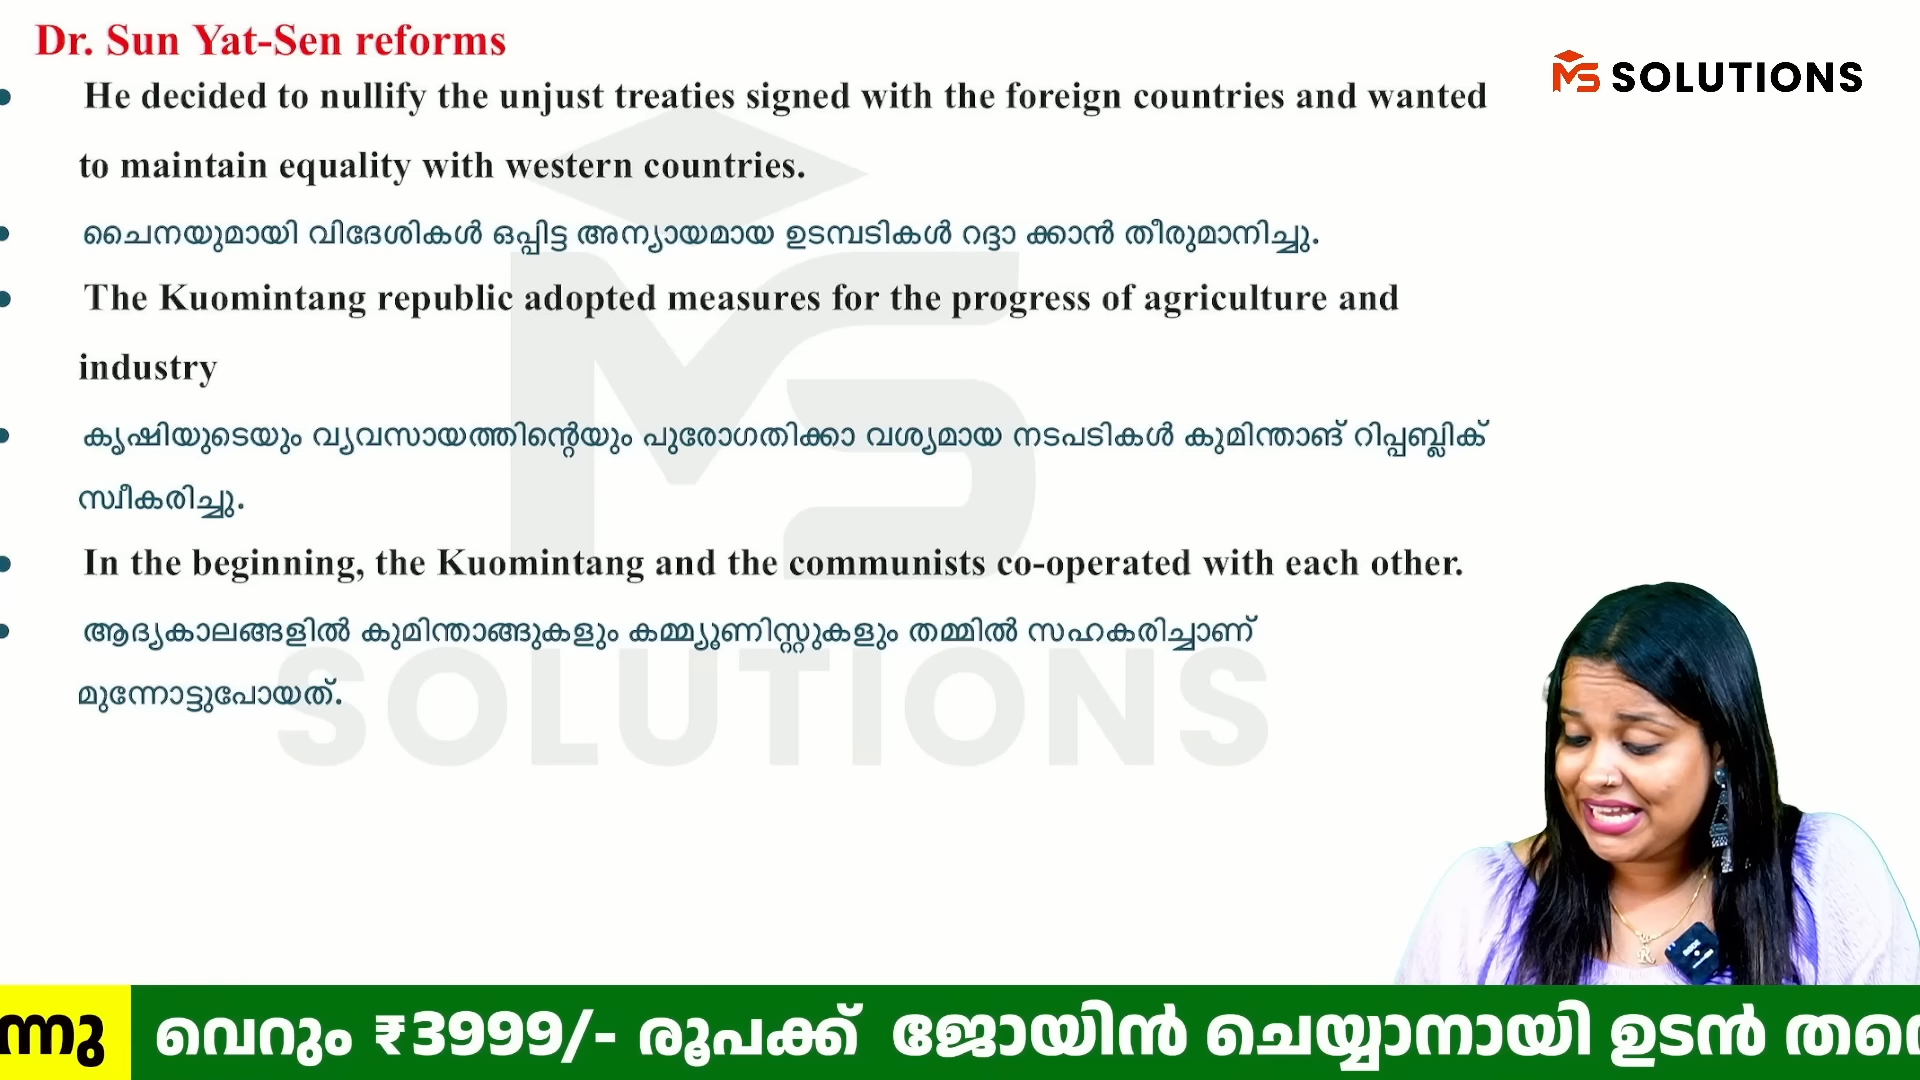 Dr. Sun Yat-Sen reforms
MS SOLUTIONS
• He decided to nullify the unjust treaties signed with the foreign countries and wanted
to maintain equality with western countries.
• ചൈനയുമായി വിദേശികൾ ഒപ്പിട്ട അന്യായമായ ഉടമ്പടികൾ റദ്ദാ ക്കാൻ തീരുമാനിച്ചു.
• The Kuomintang republic adopted measures for the progress of agriculture and
industry
• കൃഷിയുടെയും വ്യവസായത്തിന്റെയും പുരോഗതിക്കാ വശ്യമായ നടപടികൾ കുമിന്താങ് റിപ്പബ്ലിക്
സ്വീകരിച്ചു.
• In the beginning, the Kuomintang and the communists co-operated with each other.
• ആദ്യകാലങ്ങളിൽ കുമിന്താങ്ങുകളും കമ്മ്യൂണിസ്റ്റുകളും തമ്മിൽ സഹകരിച്ചാണ്
മുന്നോട്ടുപോയത്.
MS
SOLUTIONS
വെറും ₹3999/- രൂപക്ക് ജോയിൻ ചെയ്യാനായി ഉടൻ